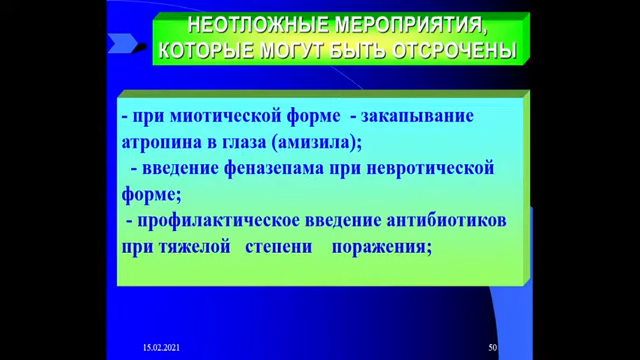 НЕОТЛОЖНЫЕ МЕРОПРИЯТИЯ,
КОТОРЫЕ МОГУТ БЫТЬ ОТСРОЧЕНЫ
- при миотической форме - закапывание
атропина в глаза (амизила);
- введение феназепама при невротической
форме;
- профилактическое введение антибиотиков
при тяжелой степени поражения;
15.02.2021
50